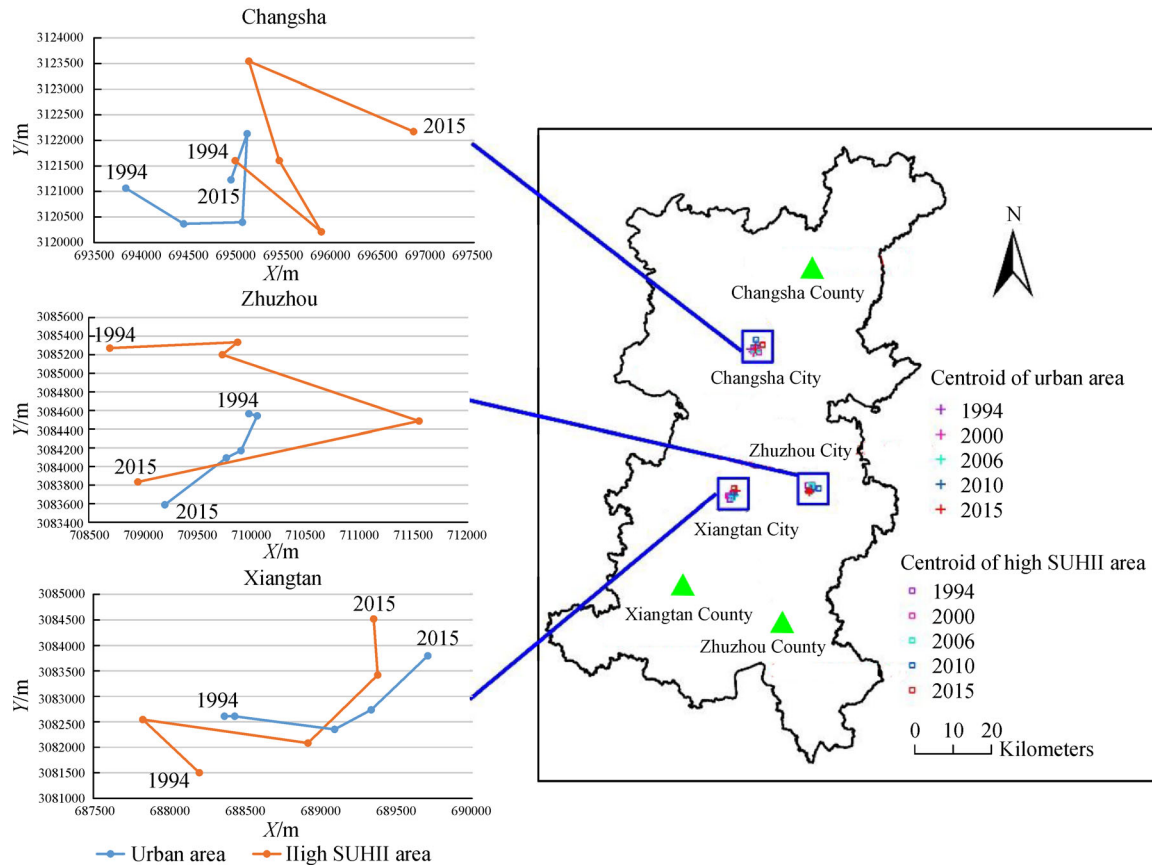 Changsha
3124000
3123500
3123000
3122500
3122000
3121500
3121000
3120500
3120000
Y/m
1994
1994
2015
2015
693500 694000 694500 695000 695500 696000 696500 697000 697500
X/m
Zhuzhou
3085600
3085200
3085000
3084800
3084600
3084400
3084200
3084000
3083800
3083600
3083400
Y/m
1994
1994
2015
2015
708500 709000 709500 710000 710500 711000 711500 712000
X/m
Xiangtan
3085000
3084500
3084000
3083500
3083000
3082500
3082000
3081500
3081000
Y/m
2015
2015
1994
1994
687500 688000 688500 689000 689500 690000
X/m
Urban area
IIigh SUHII area
N
Changsha County
Changsha City
Zhuzhou City
Xiangtan City
Xiangtan County
Zhuzhou County
Centroid of urban area
1994
2000
2006
2010
2015
Centroid of high SUHII area
1994
2000
2006
2010
2015
0 10 20
Kilometers